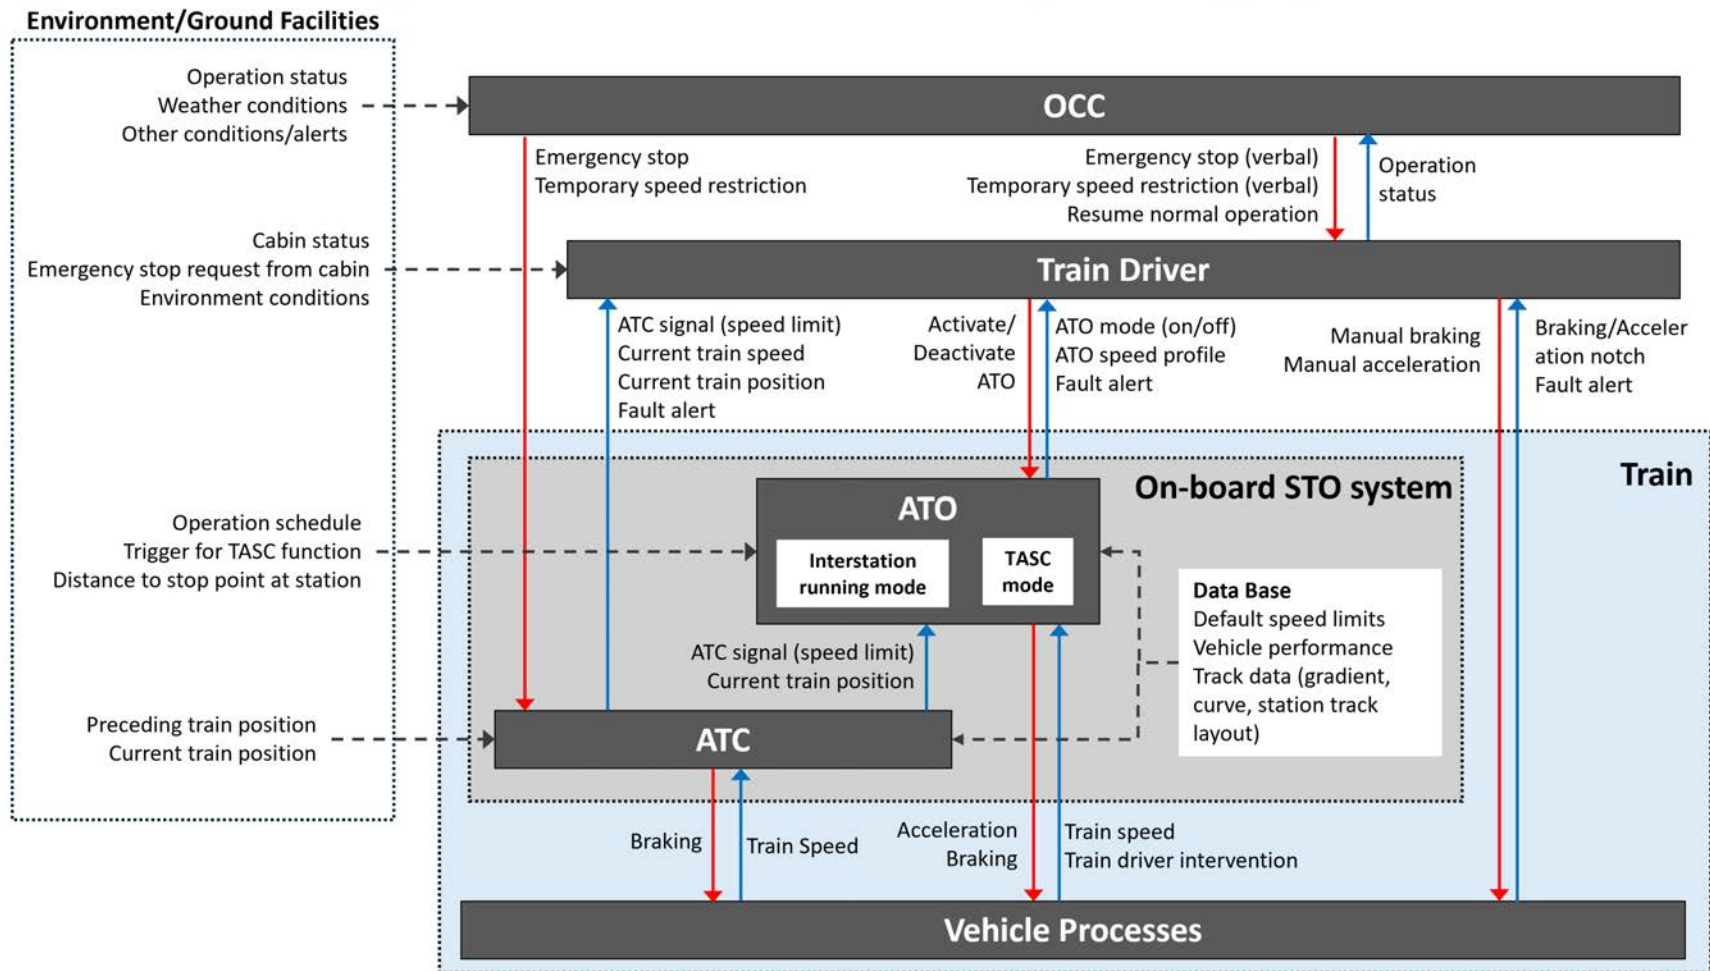 Environment/Ground Facilities
Operation status
Weather conditions
Other conditions/alerts
OCC
Emergency stop
Temporary speed restriction
Emergency stop (verbal)
Temporary speed restriction (verbal)
Resume normal operation
Operation
status
Cabin status
Emergency stop request from cabin
Environment conditions
Train Driver
ATC signal (speed limit)
Current train speed
Current train position
Fault alert
Activate/
Deactivate
ATO
ATO mode (on/off)
ATO speed profile
Fault alert
Manual braking
Manual acceleration
Braking/Acceler
ation notch
Fault alert
Train
On-board STO system
Operation schedule
Trigger for TASC function
Distance to stop point at station
ATO
Interstation
running mode
TASC
mode
Data Base
Default speed limits
Vehicle performance
Track data (gradient,
curve, station track
layout)
ATC signal (speed limit)
Current train position
Preceding train position
Current train position
ATC
Braking
Train Speed
Acceleration
Braking
Train speed
Train driver intervention
Vehicle Processes